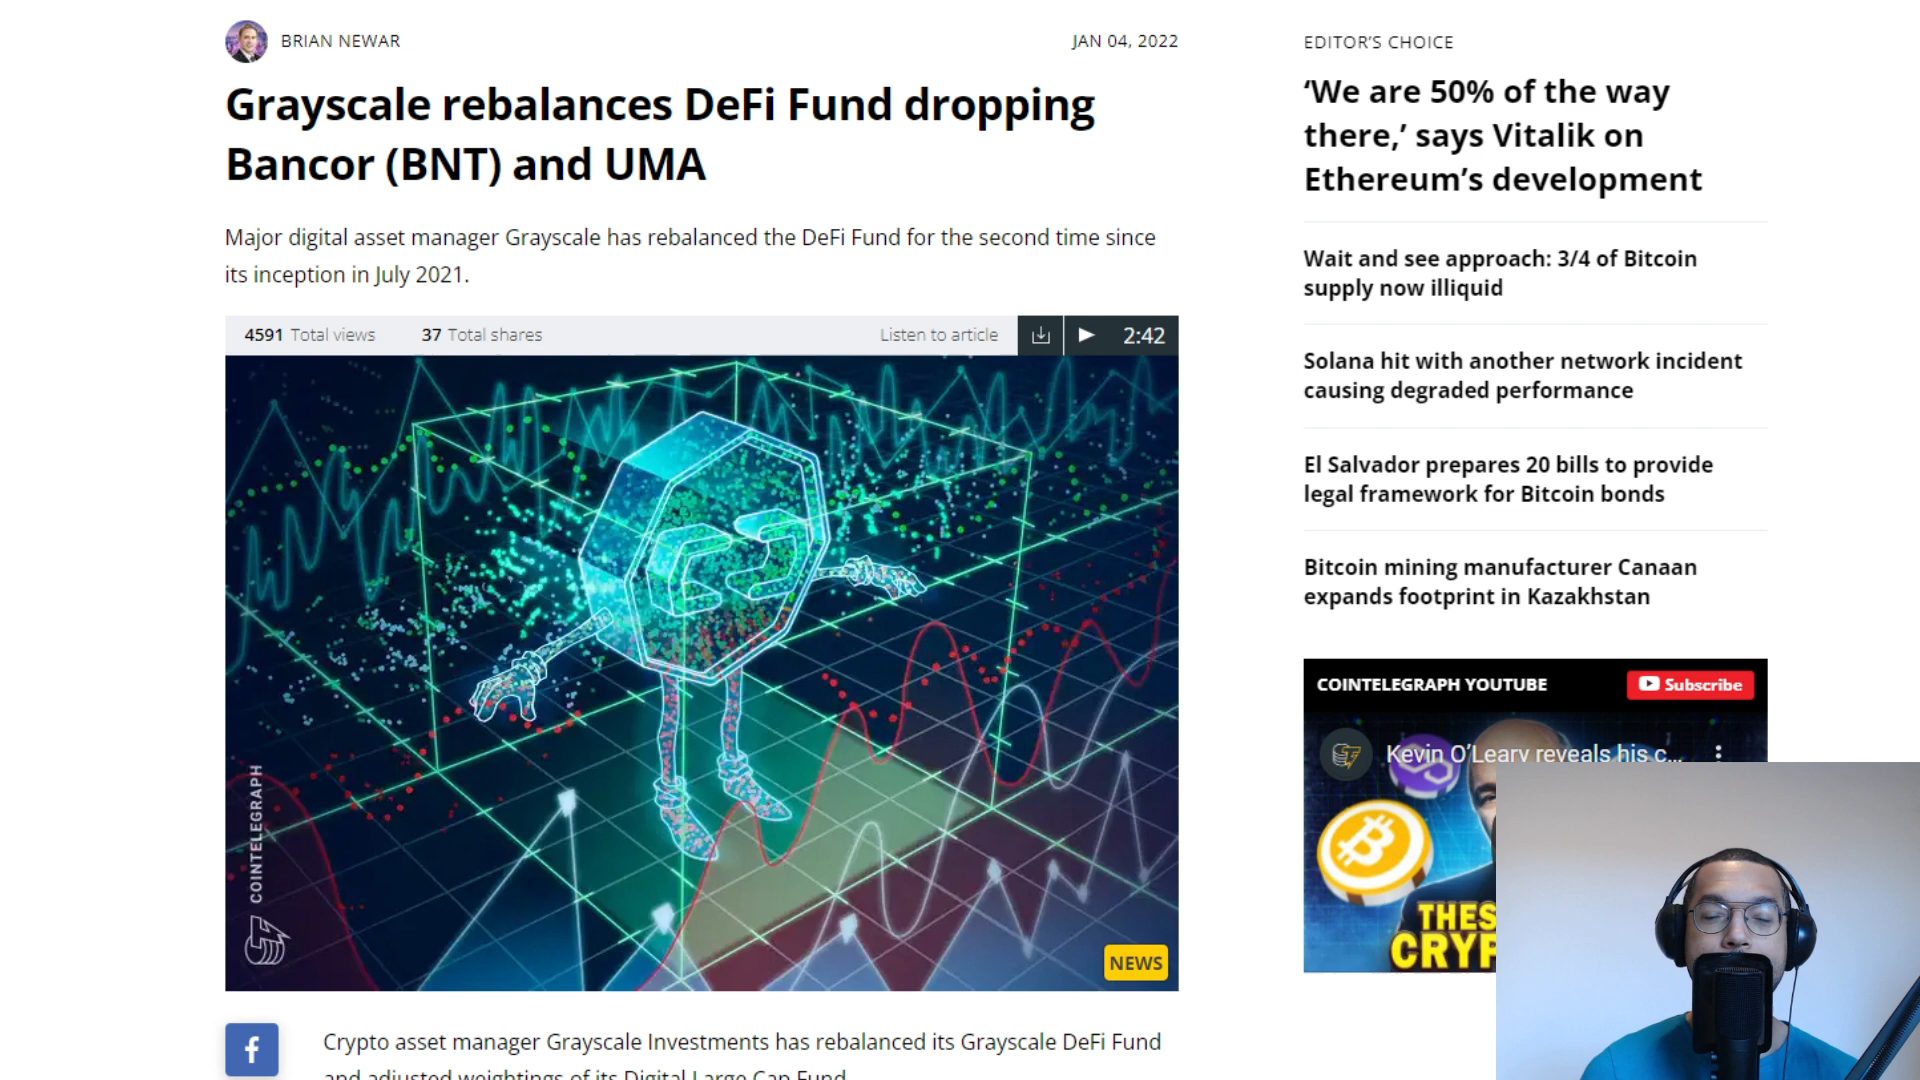 BRIAN NEWAR
JAN 04, 2022
Grayscale rebalances DeFi Fund dropping
Bancor (BNT) and UMA
Major digital asset manager Grayscale has rebalanced the DeFi Fund for the second time since
its inception in July 2021.
4591 Total views
37 Total shares
Listen to article
2:42
COINTELEGRAPH
NEWS
f
Crypto asset manager Grayscale Investments has rebalanced its Grayscale DeFi Fund
and adjusted weightings of its Digital Large Cap Fund.
EDITOR'S CHOICE
‘We are 50% of the way
there,’ says Vitalik on
Ethereum’s development
Wait and see approach: 3/4 of Bitcoin
supply now illiquid
Solana hit with another network incident
causing degraded performance
El Salvador prepares 20 bills to provide
legal framework for Bitcoin bonds
Bitcoin mining manufacturer Canaan
expands footprint in Kazakhstan
COINTELEGRAPH YOUTUBE
Subscribe
Kevin O’Leary reveals his c...
THES
CRYP